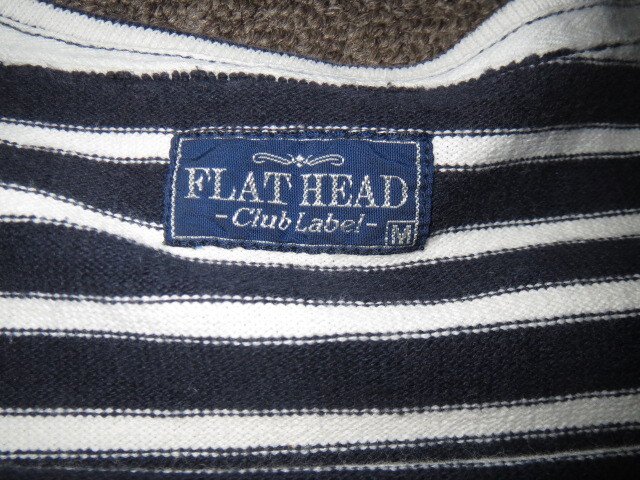 FLAT HEAD
-Club Label-
M